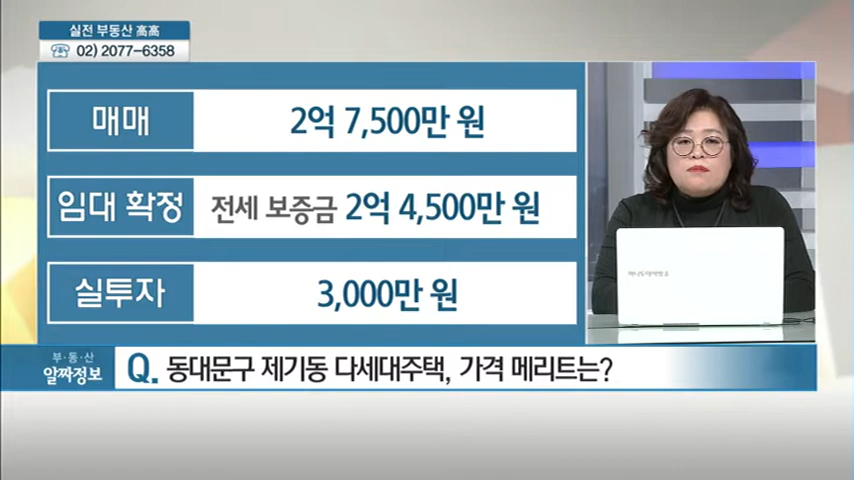 실전 부동산 高高
☎ 02) 2077-6358
매매 2억 7,500만 원
임대 확정 전세 보증금 2억 4,500만 원
실투자 3,000만 원
부·동·산
알짜정보
Q. 동대문구 제기동 다세대주택, 가격 메리트는?